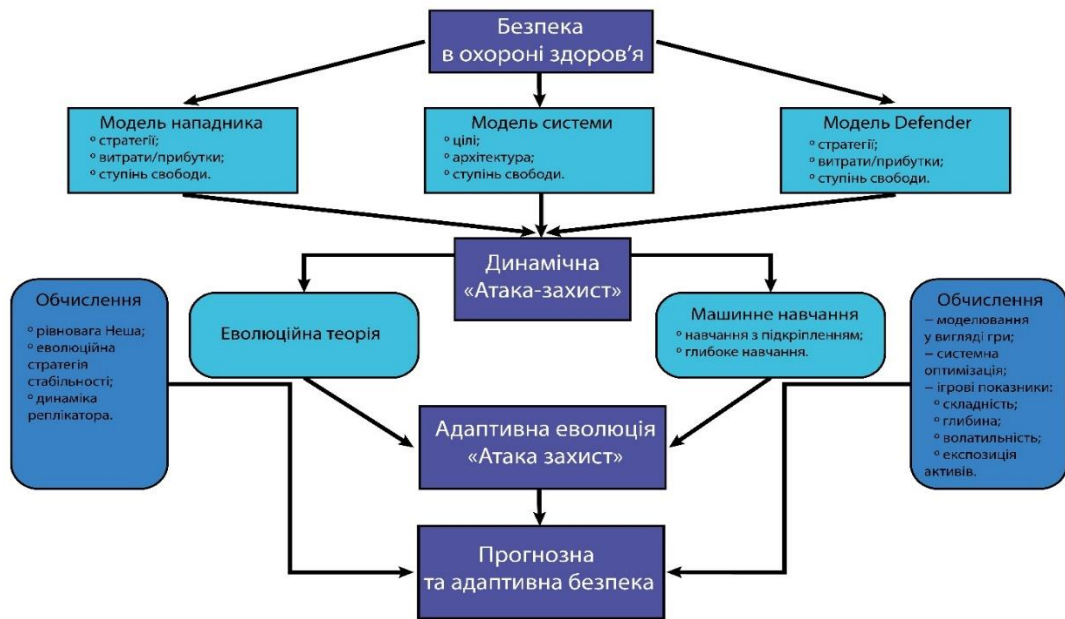 Безпека
в охороні здоров’я
Модель нападника
° стратегії;
° витрати/прибутки;
° ступінь свободи.
Модель системи
° цілі;
° архітектура;
° ступінь свободи.
Модель Defender
° стратегії;
° витрати/прибутки;
° ступінь свободи.
Динамічна
«Атака-захист»
Обчислення
° рівновага Неша;
° еволюційна
стратегія
стабільності;
° динаміка
реплікатора.
Еволюційна теорія
Машинне навчання
° навчання з підкріпленням;
° глибоке навчання.
Обчислення
– моделювання
у вигляді гри;
– системна
оптимізація;
– ігрові показники:
° складність;
° глибина;
° волатильність;
° експозиція
активів.
Адаптивна еволюція
«Атака захист»
Прогнозна
та адаптивна безпека